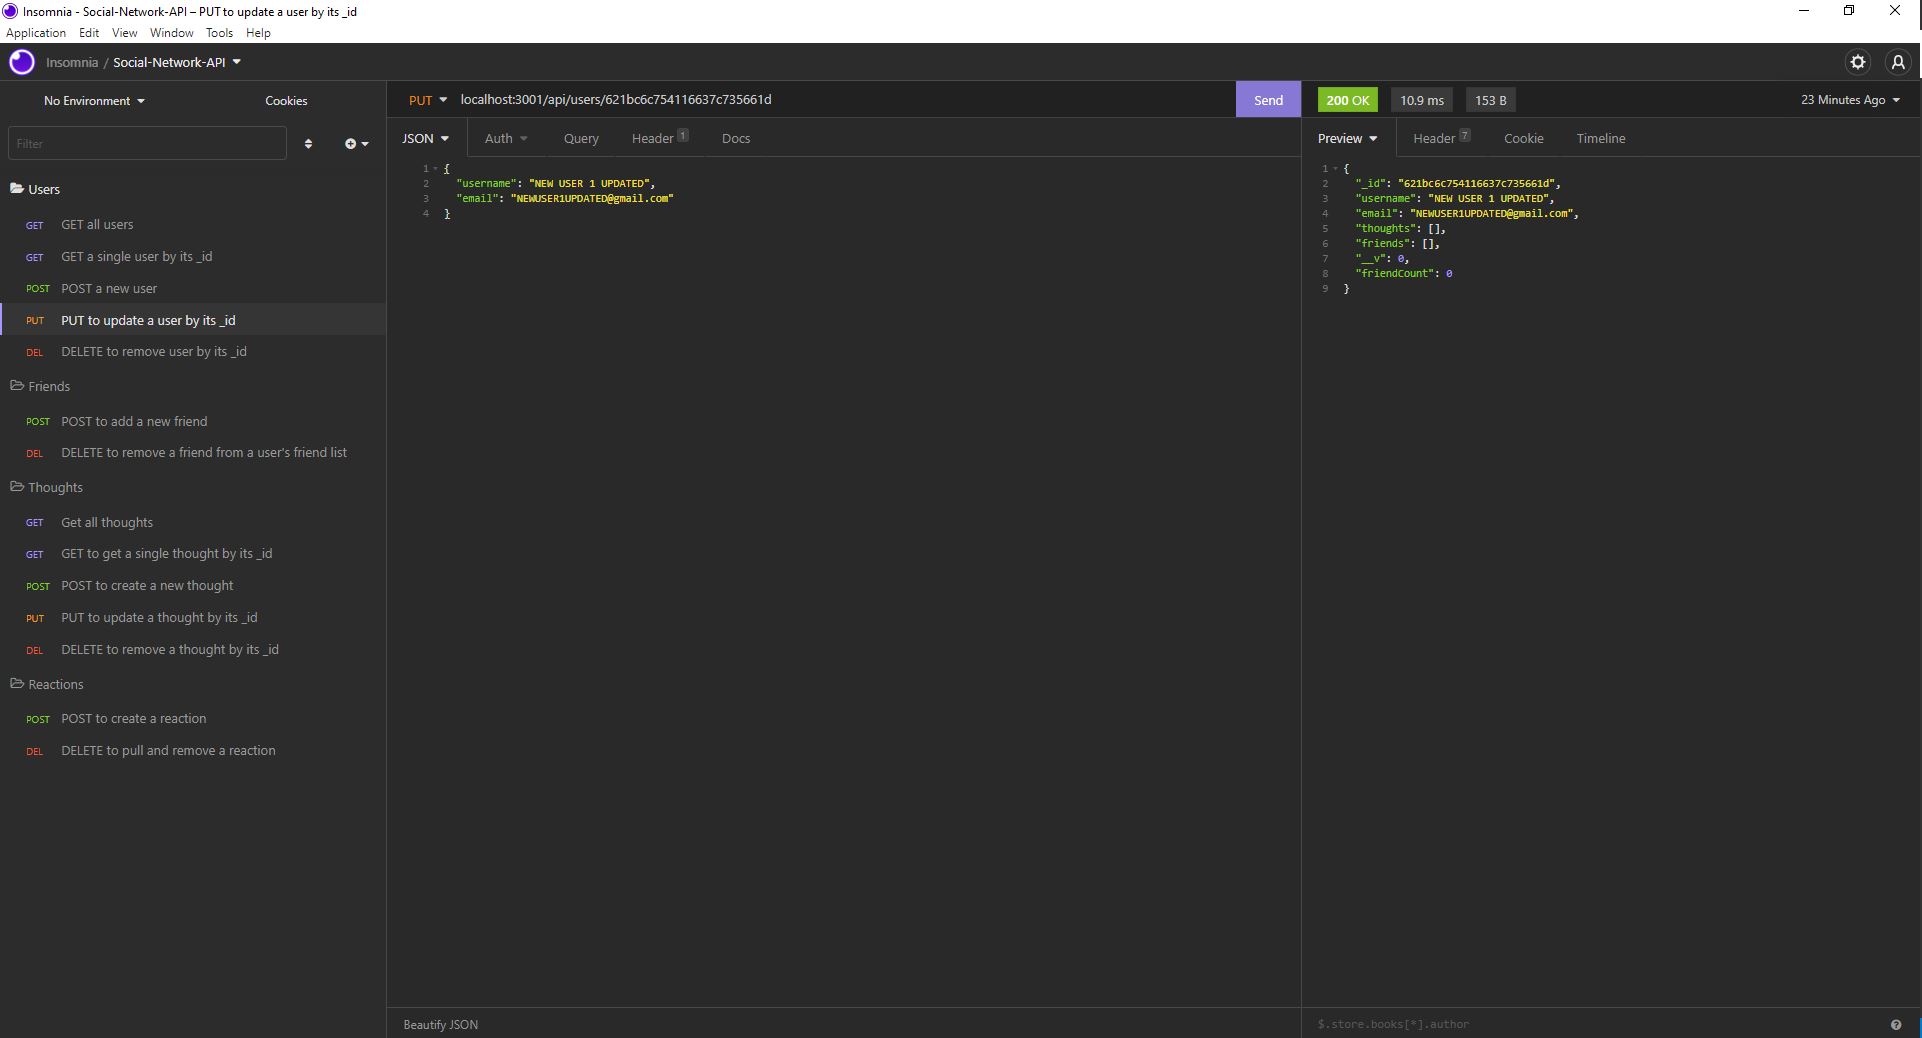 Insomnia - Social-Network-API – PUT to update a user by its _id
Application Edit View Window Tools Help
Insomnia / Social-Network-API
No Environment Cookies
Filter
Users
GET GET all users
GET GET a single user by its _id
POST POST a new user
PUT PUT to update a user by its _id
DEL DELETE to remove user by its _id
Friends
POST POST to add a new friend
DEL DELETE to remove a friend from a user's friend list
Thoughts
GET Get all thoughts
GET GET to get a single thought by its _id
POST POST to create a new thought
PUT PUT to update a thought by its _id
DEL DELETE to remove a thought by its _id
Reactions
POST POST to create a reaction
DEL DELETE to pull and remove a reaction
PUT localhost:3001/api/users/621bc6c754116637c735661d Send
JSON Auth Query Header 1 Docs
1 {
2 "username": "NEW USER 1 UPDATED",
3 "email": "NEWUSER1UPDATED@gmail.com"
4 }
Beautify JSON
200 OK 10.9 ms 153 B 23 Minutes Ago
Preview Header 7 Cookie Timeline
1 {
2 "_id": "621bc6c754116637c735661d",
3 "username": "NEW USER 1 UPDATED",
4 "email": "NEWUSER1UPDATED@gmail.com",
5 "thoughts": [],
6 "friends": [],
7 "__v": 0,
8 "friendCount": 0
9 }
$.store.books[*].author